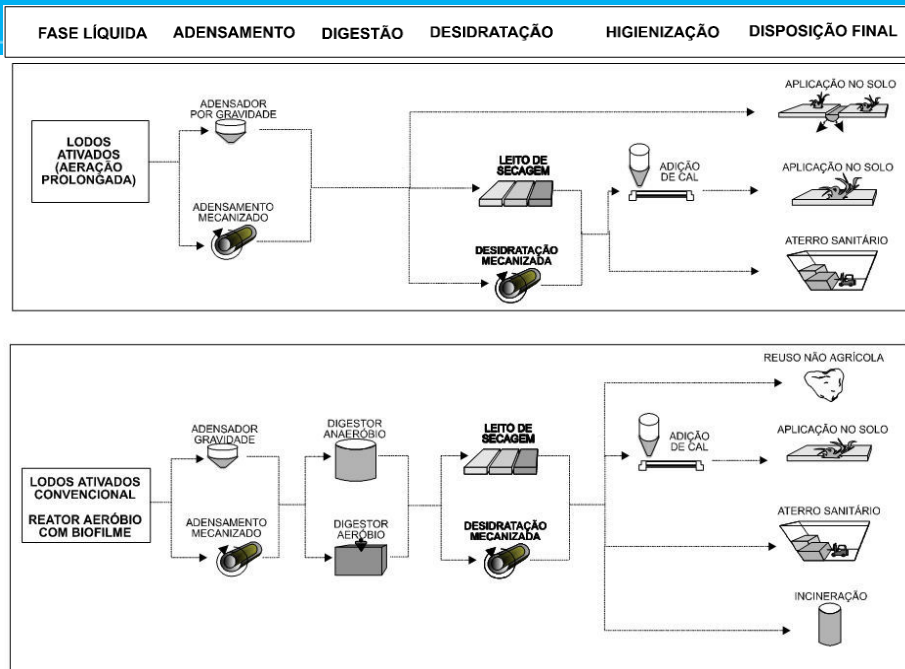 FASE LÍQUIDA ADENSAMENTO DIGESTÃO DESIDRATAÇÃO HIGIENIZAÇÃO DISPOSIÇÃO FINAL
LODOS
ATIVADOS
(AERAÇÃO
PROLONGADA)
ADENSADOR
POR GRAVIDADE
ADENSAMENTO
MECANIZADO
LEITO DE
SECAGEM
DESIDRATAÇÃO
MECANIZADA
ADIÇÃO
DE CAL
APLICAÇÃO NO SOLO
APLICAÇÃO NO SOLO
ATERRO SANITÁRIO
LODOS ATIVADOS
CONVENCIONAL
REATOR AERÓBIO
COM BIOFILME
ADENSADOR
GRAVIDADE
ADENSAMENTO
MECANIZADO
DIGESTOR
ANAERÓBIO
DIGESTOR
AERÓBIO
LEITO DE
SECAGEM
DESIDRATAÇÃO
MECANIZADA
ADIÇÃO
DE CAL
REUSO NÃO AGRÍCOLA
APLICAÇÃO NO SOLO
ATERRO SANITÁRIO
INCINERAÇÃO